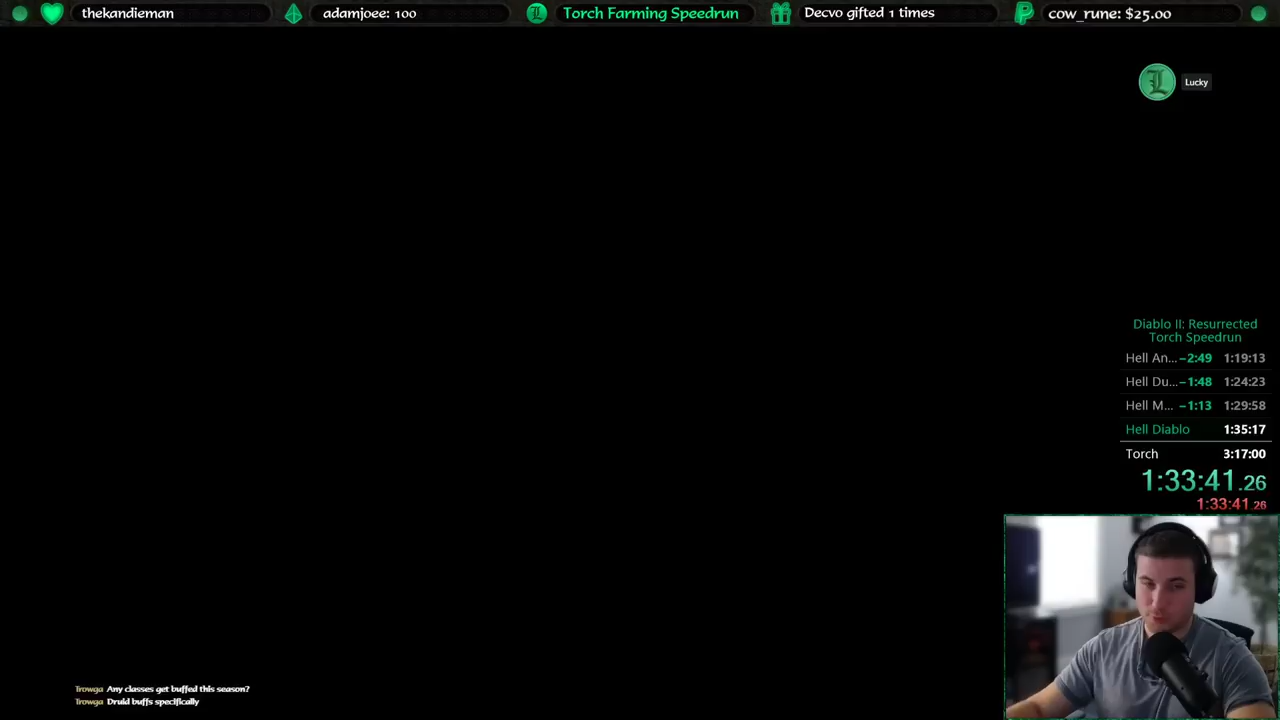 thekandieman
adamjoee: 100
Torch Farming Speedrun
Decvo gifted 1 times
cow_rune: $25.00
L Lucky
Diablo II: Resurrected
Torch Speedrun
Hell An... −2:49 1:19:13
Hell Du... −1:48 1:24:23
Hell M... −1:13 1:29:58
Hell Diablo 1:35:17
Torch 3:17:00
1:33:41.26
1:33:41.26
Trowga Any classes get buffed this season?
Trowga Druid buffs specifically